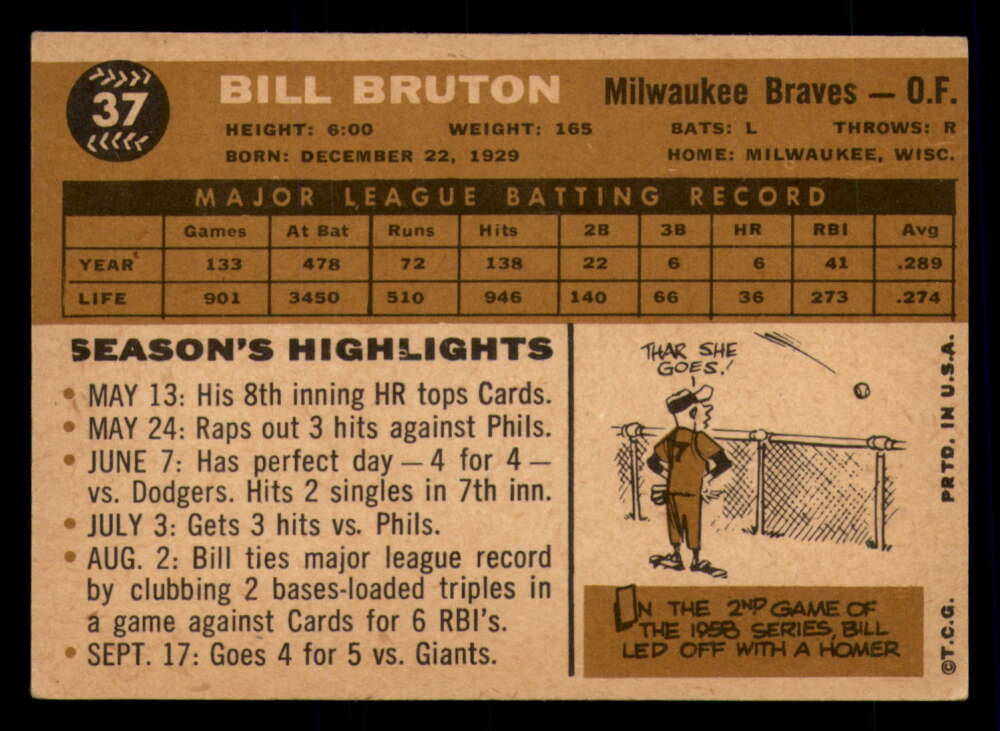 37
BILL BRUTON Milwaukee Braves — O.F.
HEIGHT: 6:00 WEIGHT: 165 BATS: L THROWS: R
BORN: DECEMBER 22, 1929 HOME: MILWAUKEE, WISC.
MAJOR LEAGUE BATTING RECORD
Games At Bat Runs Hits 2B 3B HR RBI Avg
YEAR 133 478 72 138 22 6 6 41 .289
LIFE 901 3450 510 946 140 66 36 273 .274
SEASON'S HIGHLIGHTS
• MAY 13: His 8th inning HR tops Cards.
• MAY 24: Raps out 3 hits against Phils.
• JUNE 7: Has perfect day — 4 for 4 —
vs. Dodgers. Hits 2 singles in 7th inn.
• JULY 3: Gets 3 hits vs. Phils.
• AUG. 2: Bill ties major league record
by clubbing 2 bases-loaded triples in
a game against Cards for 6 RBI's.
• SEPT. 17: Goes 4 for 5 vs. Giants.
THAR SHE
GOES!
7
IN THE 2ND GAME OF
THE 1958 SERIES, BILL
LED OFF WITH A HOMER
©T.C.G. PRTD. IN U.S.A.